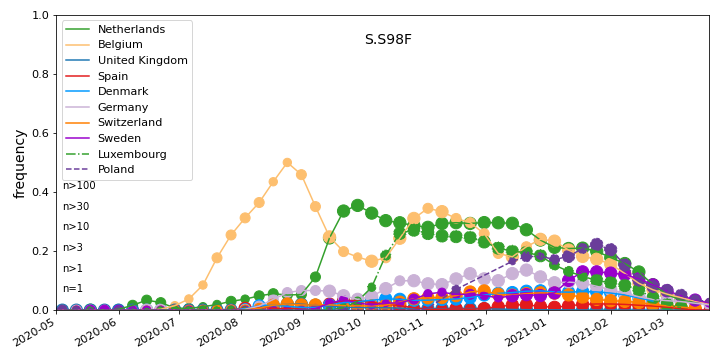 S.S98F
Netherlands
Belgium
United Kingdom
Spain
Denmark
Germany
Switzerland
Sweden
Luxembourg
Poland
n>100
n>30
n>10
n>3
n>1
n=1
frequency
1.0
0.8
0.6
0.4
0.2
0.0
2020-05
2020-06
2020-07
2020-08
2020-09
2020-10
2020-11
2020-12
2021-01
2021-02
2021-03